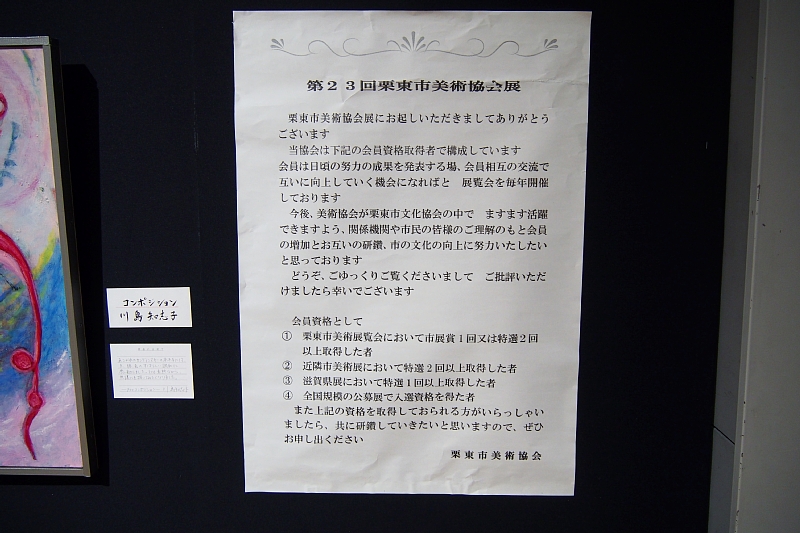 第２３回栗東市美術協会展
栗東市美術協会展にお起しいただきましてありがとう
ございます
当協会は下記の会員資格取得者で構成しています
会員は日頃の努力の成果を発表する場、会員相互の交流で
互いに向上していく機会になればと　展覧会を毎年開催
しております
今後、美術協会が栗東市文化協会の中で　ますます活躍
できますよう、関係機関や市民の皆様のご理解のもと会員
の増加とお互いの研鑽、市の文化の向上に努力いたしたい
と思っております
どうぞ、ごゆっくりご覧くださいまして　ご批評いただ
けましたら幸いでございます
会員資格として
① 栗東市美術展覧会において市展賞１回又は特選２回
以上取得した者
② 近隣市美術展において特選２回以上取得した者
③ 滋賀県展において特選１回以上取得した者
④ 全国規模の公募展で入選資格を得た者
また上記の資格を取得しておられる方がいらっしゃい
ましたら、共に研鑽していきたいと思いますので、ぜひ
お申し出ください
栗東市美術協会
コンポジション
川島知志子